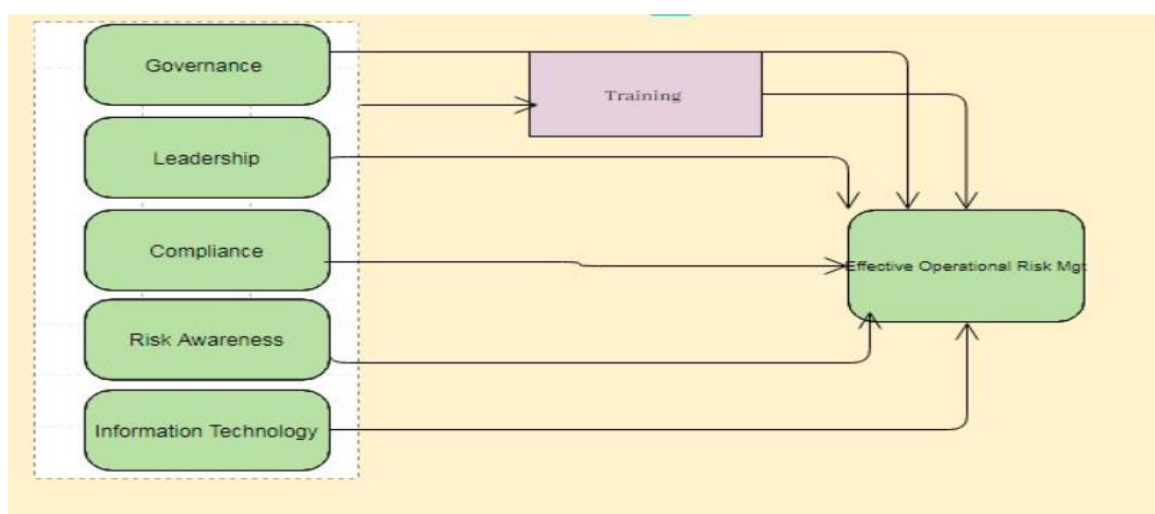 Governance
Training
Leadership
Compliance
Effective Operational Risk Mgt
Risk Awareness
Information Technology